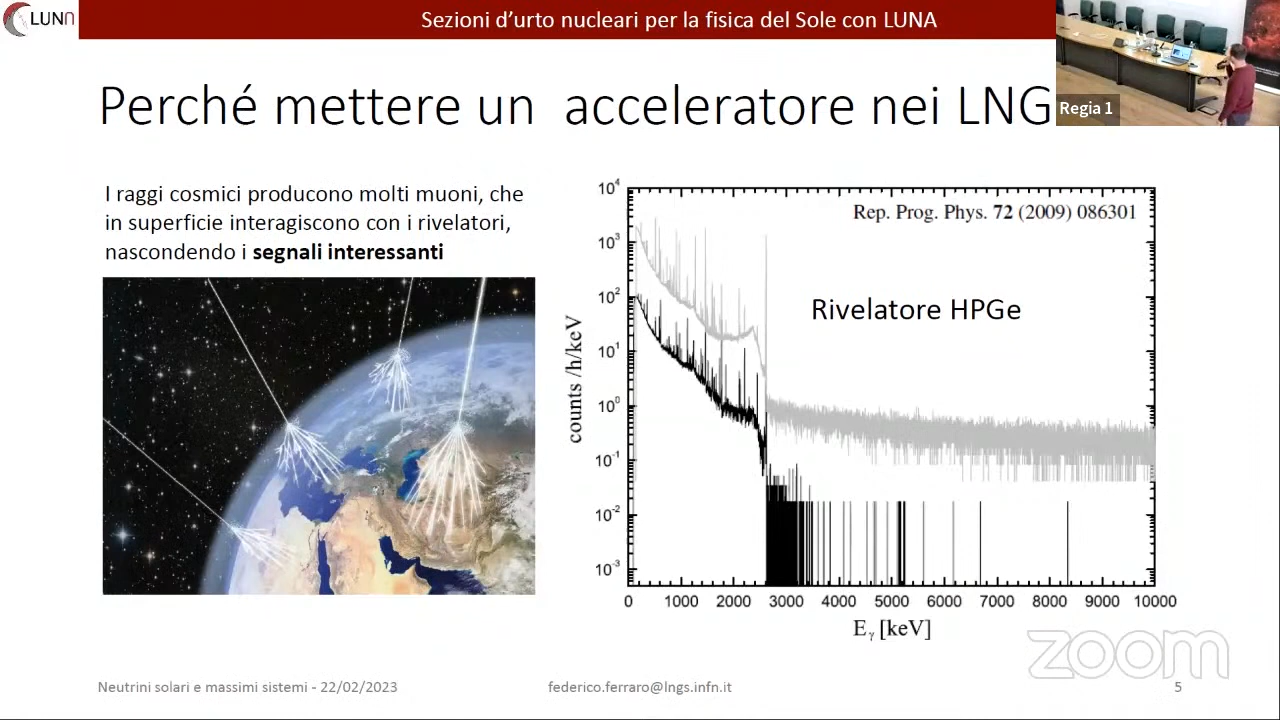 LUNA
Sezioni d'urto nucleari per la fisica del Sole con LUNA
Regia 1
Perché mettere un acceleratore nei LNG
I raggi cosmici producono molti muoni, che
in superficie interagiscono con i rivelatori,
nascondendo i segnali interessanti
Rep. Prog. Phys. 72 (2009) 086301
Rivelatore HPGe
counts /h/keV
10⁴
10³
10²
10¹
10⁰
10⁻¹
10⁻²
10⁻³
0 1000 2000 3000 4000 5000 6000 7000 8000 9000 10000
Eγ [keV]
zoom
Neutrini solari e massimi sistemi - 22/02/2023
federico.ferraro@lngs.infn.it
5